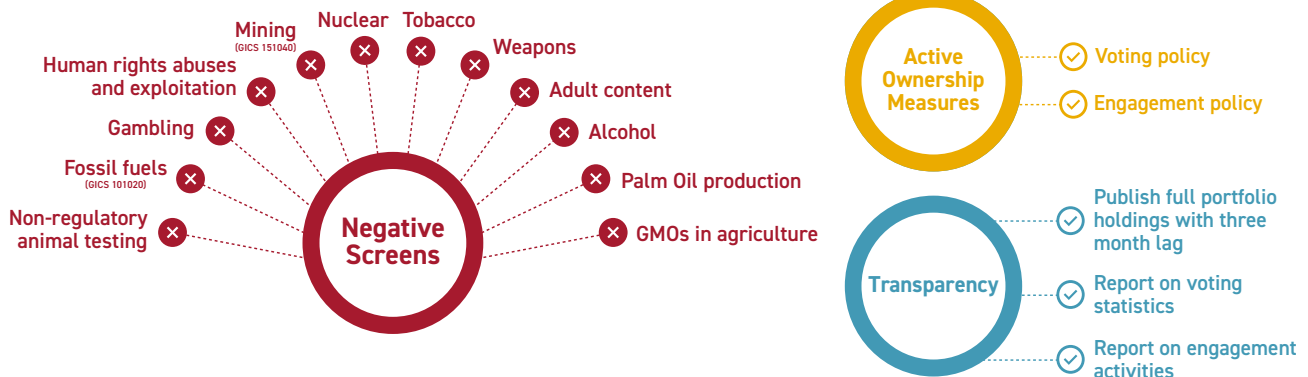 Nuclear
Tobacco
Mining
(GICS 151040)
Weapons
Human rights abuses
and exploitation
Adult content
Gambling
Alcohol
Fossil fuels
(GICS 101020)
Palm Oil production
Non-regulatory
animal testing
GMOs in agriculture
Negative
Screens
Active
Ownership
Measures
Voting policy
Engagement policy
Transparency
Publish full portfolio
holdings with three
month lag
Report on voting
statistics
Report on engagement
activities